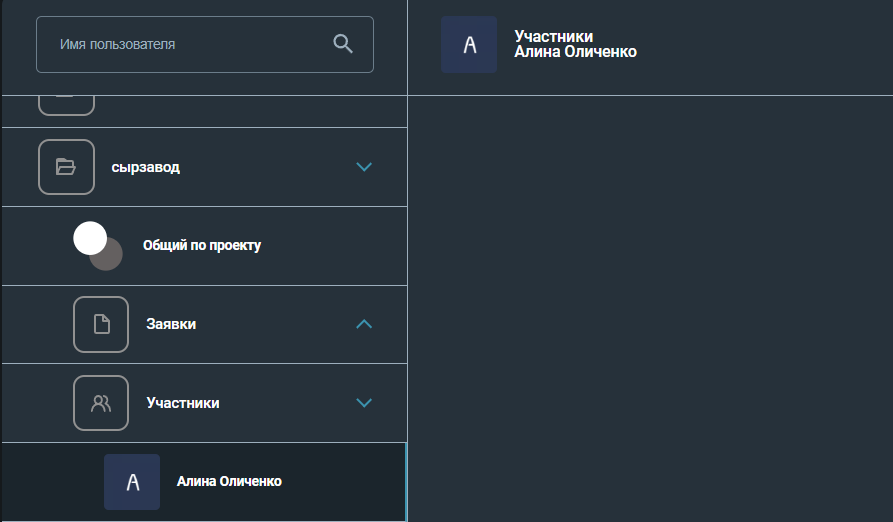 Имя пользователя
А
Участники
Алина Оличенко
сырзавод
Общий по проекту
Заявки
Участники
А
Алина Оличенко